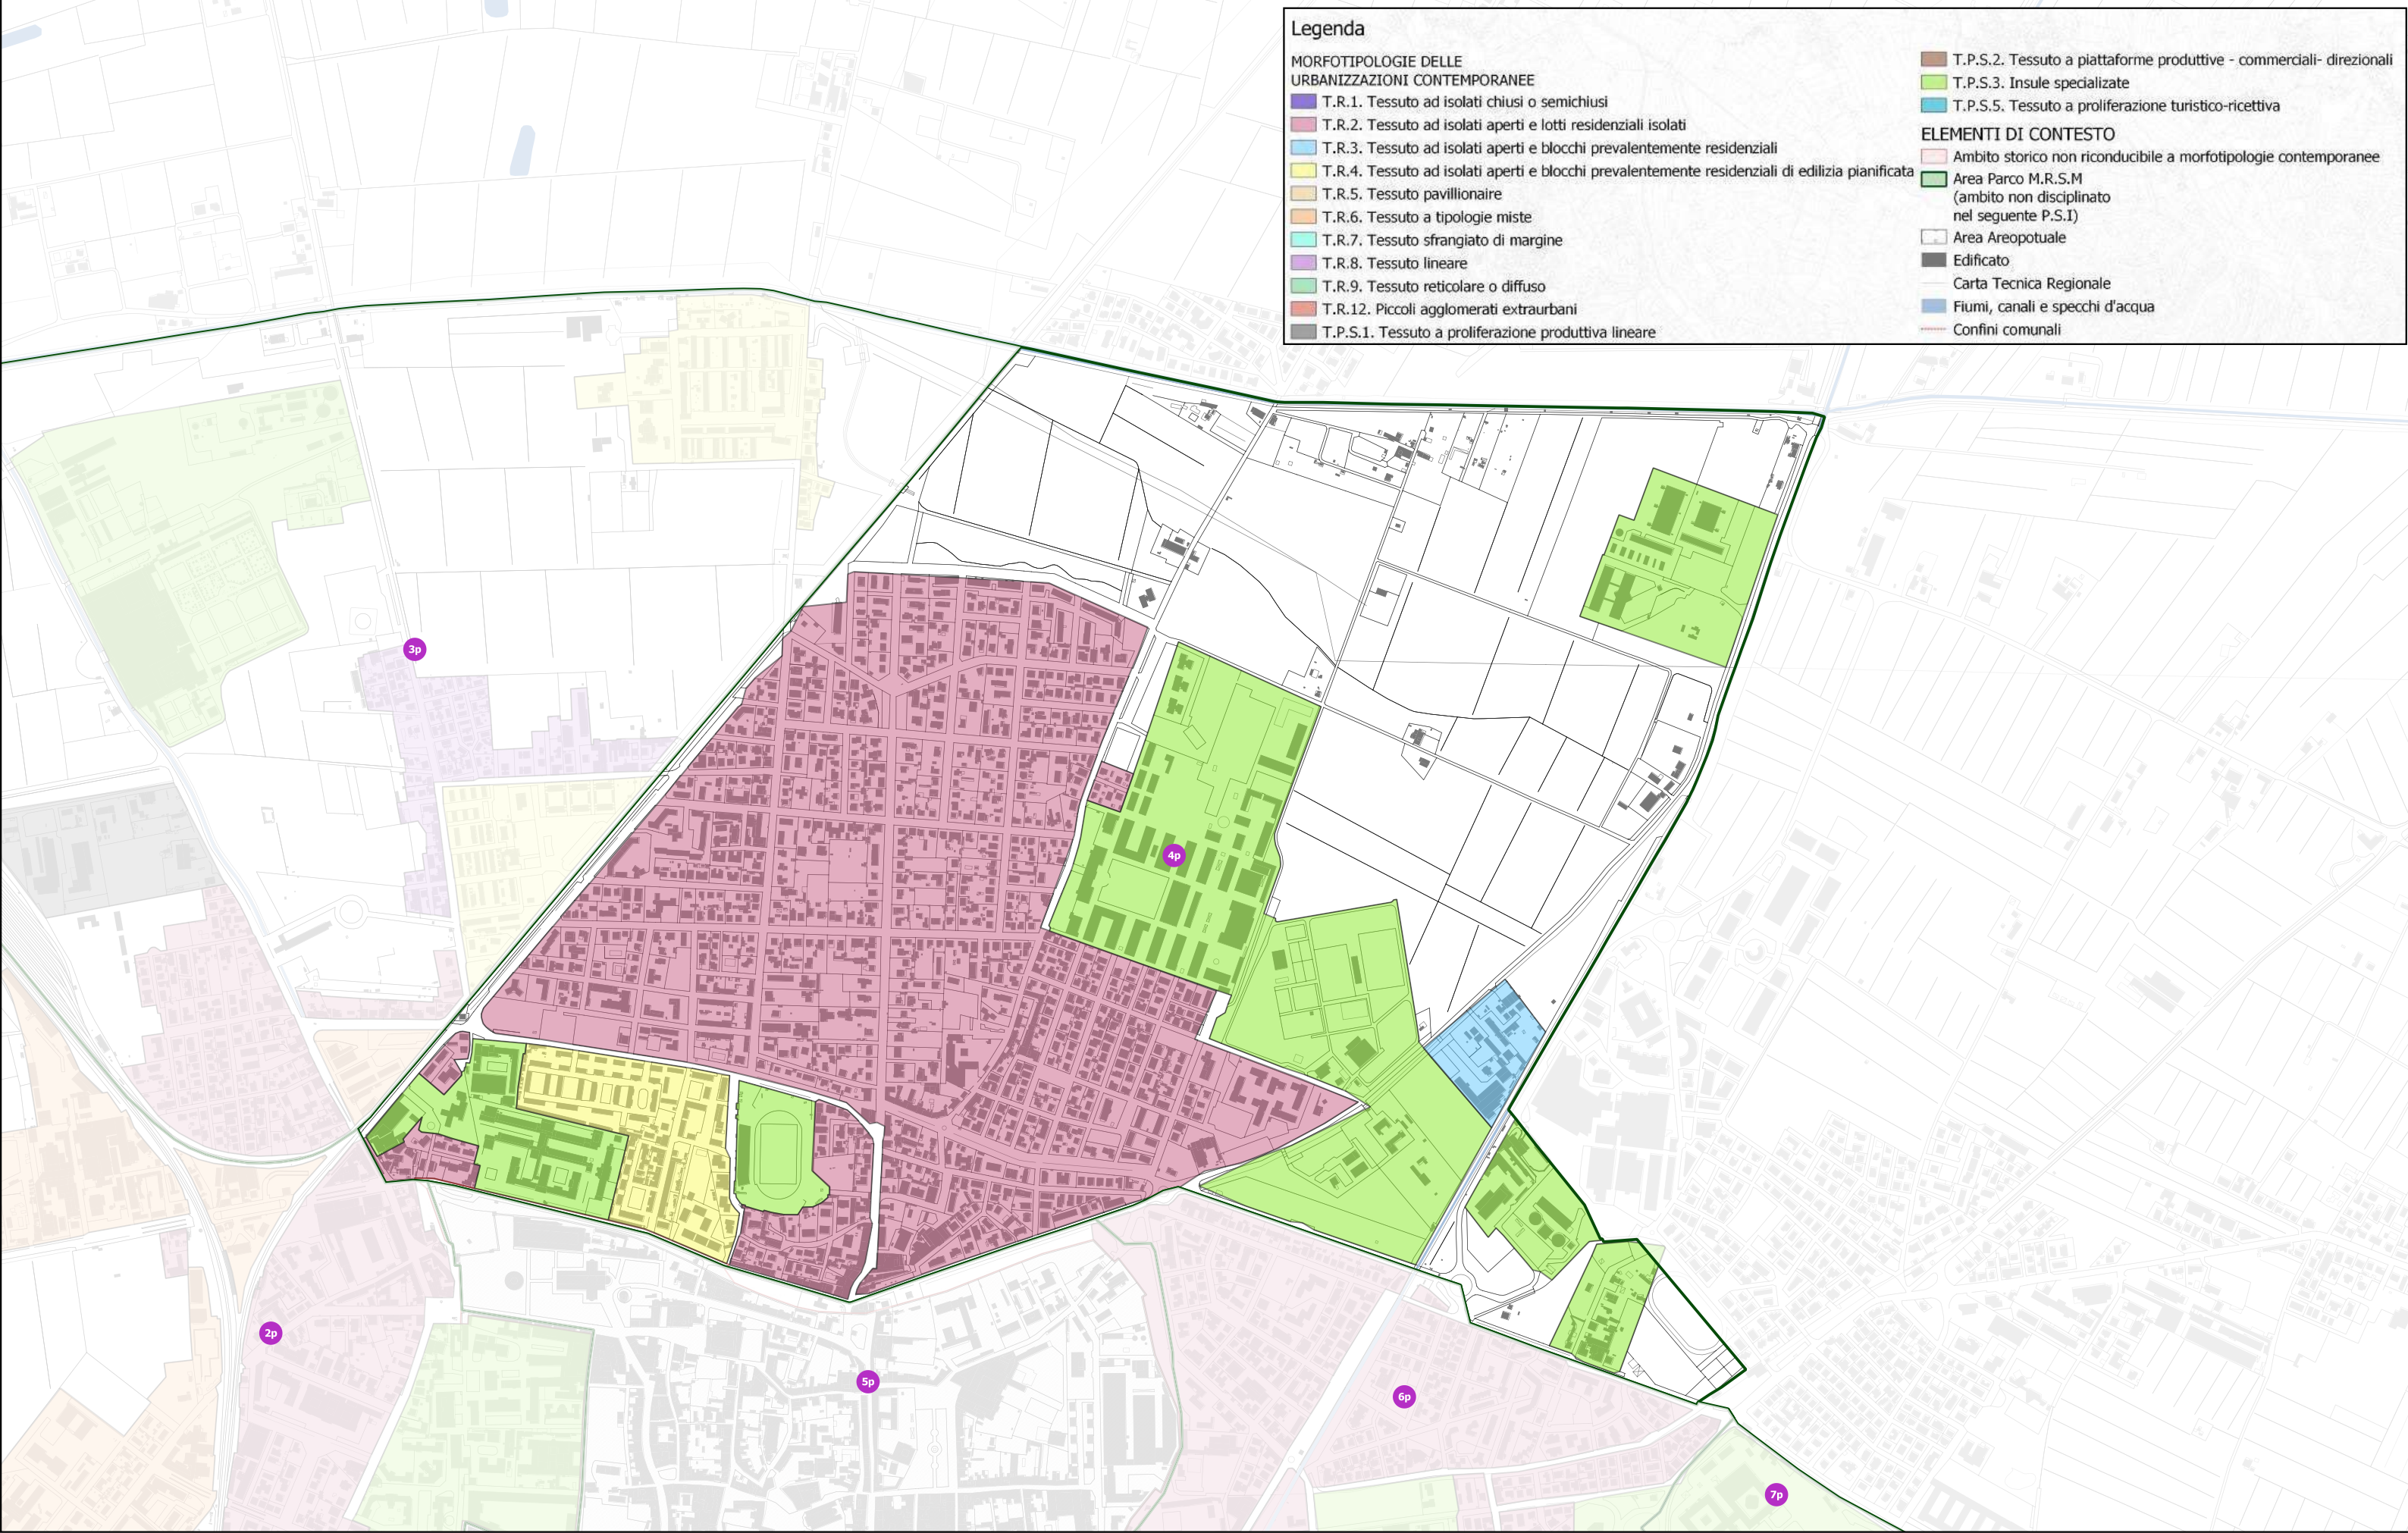 Legenda
MORFOTIPOLOGIE DELLE
URBANIZZAZIONI CONTEMPORANEE
T.R.1. Tessuto ad isolati chiusi o semichiusi
T.R.2. Tessuto ad isolati aperti e lotti residenziali isolati
T.R.3. Tessuto ad isolati aperti e blocchi prevalentemente residenziali
T.R.4. Tessuto ad isolati aperti e blocchi prevalentemente residenziali di edilizia pianificata
T.R.5. Tessuto pavillionaire
T.R.6. Tessuto a tipologie miste
T.R.7. Tessuto sfrangiato di margine
T.R.8. Tessuto lineare
T.R.9. Tessuto reticolare o diffuso
T.R.12. Piccoli agglomerati extraurbani
T.P.S.1. Tessuto a proliferazione produttiva lineare
T.P.S.2. Tessuto a piattaforme produttive - commerciali- direzionali
T.P.S.3. Insule specializate
T.P.S.5. Tessuto a proliferazione turistico-ricettiva
ELEMENTI DI CONTESTO
Ambito storico non riconducibile a morfotipologie contemporanee
Area Parco M.R.S.M
(ambito non disciplinato
nel seguente P.S.I)
Area Areopotuale
Edificato
Carta Tecnica Regionale
Fiumi, canali e specchi d'acqua
Confini comunali
3p
4p
2p
5p
6p
7p